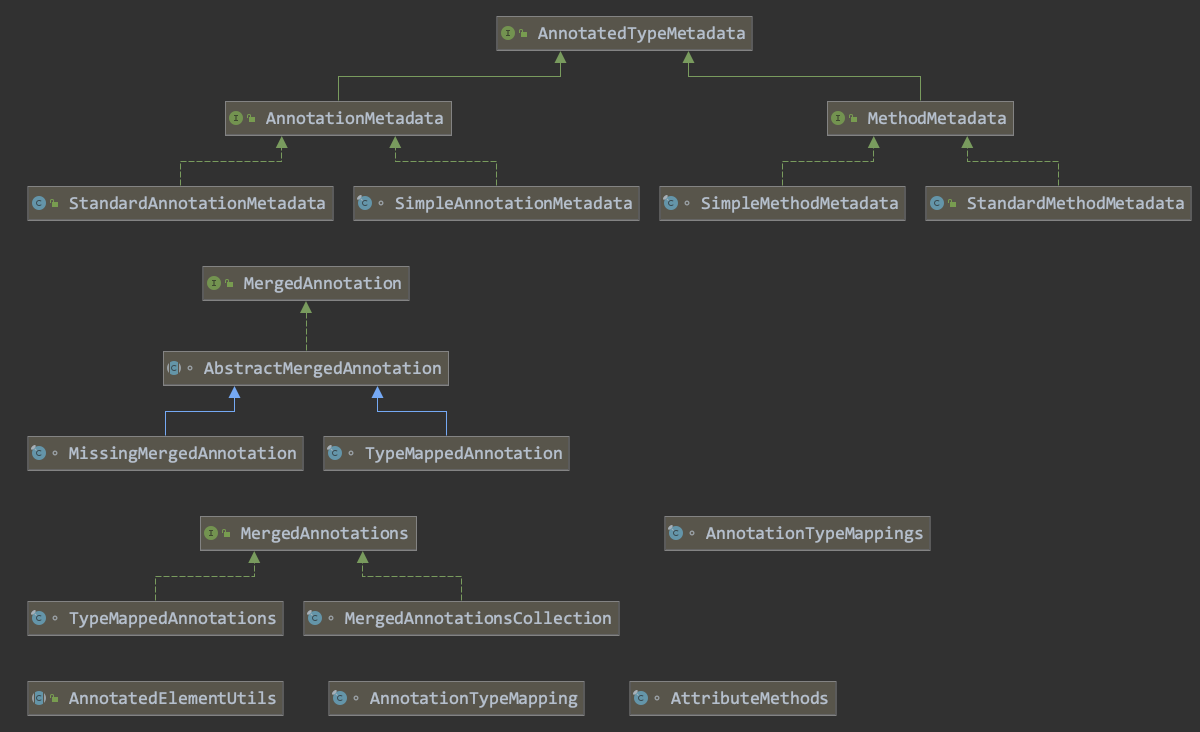 AnnotatedTypeMetadata
AnnotationMetadata
MethodMetadata
StandardAnnotationMetadata
SimpleAnnotationMetadata
SimpleMethodMetadata
StandardMethodMetadata
MergedAnnotation
AbstractMergedAnnotation
MissingMergedAnnotation
TypeMappedAnnotation
MergedAnnotations
AnnotationTypeMappings
TypeMappedAnnotations
MergedAnnotationsCollection
AnnotatedElementUtils
AnnotationTypeMapping
AttributeMethods